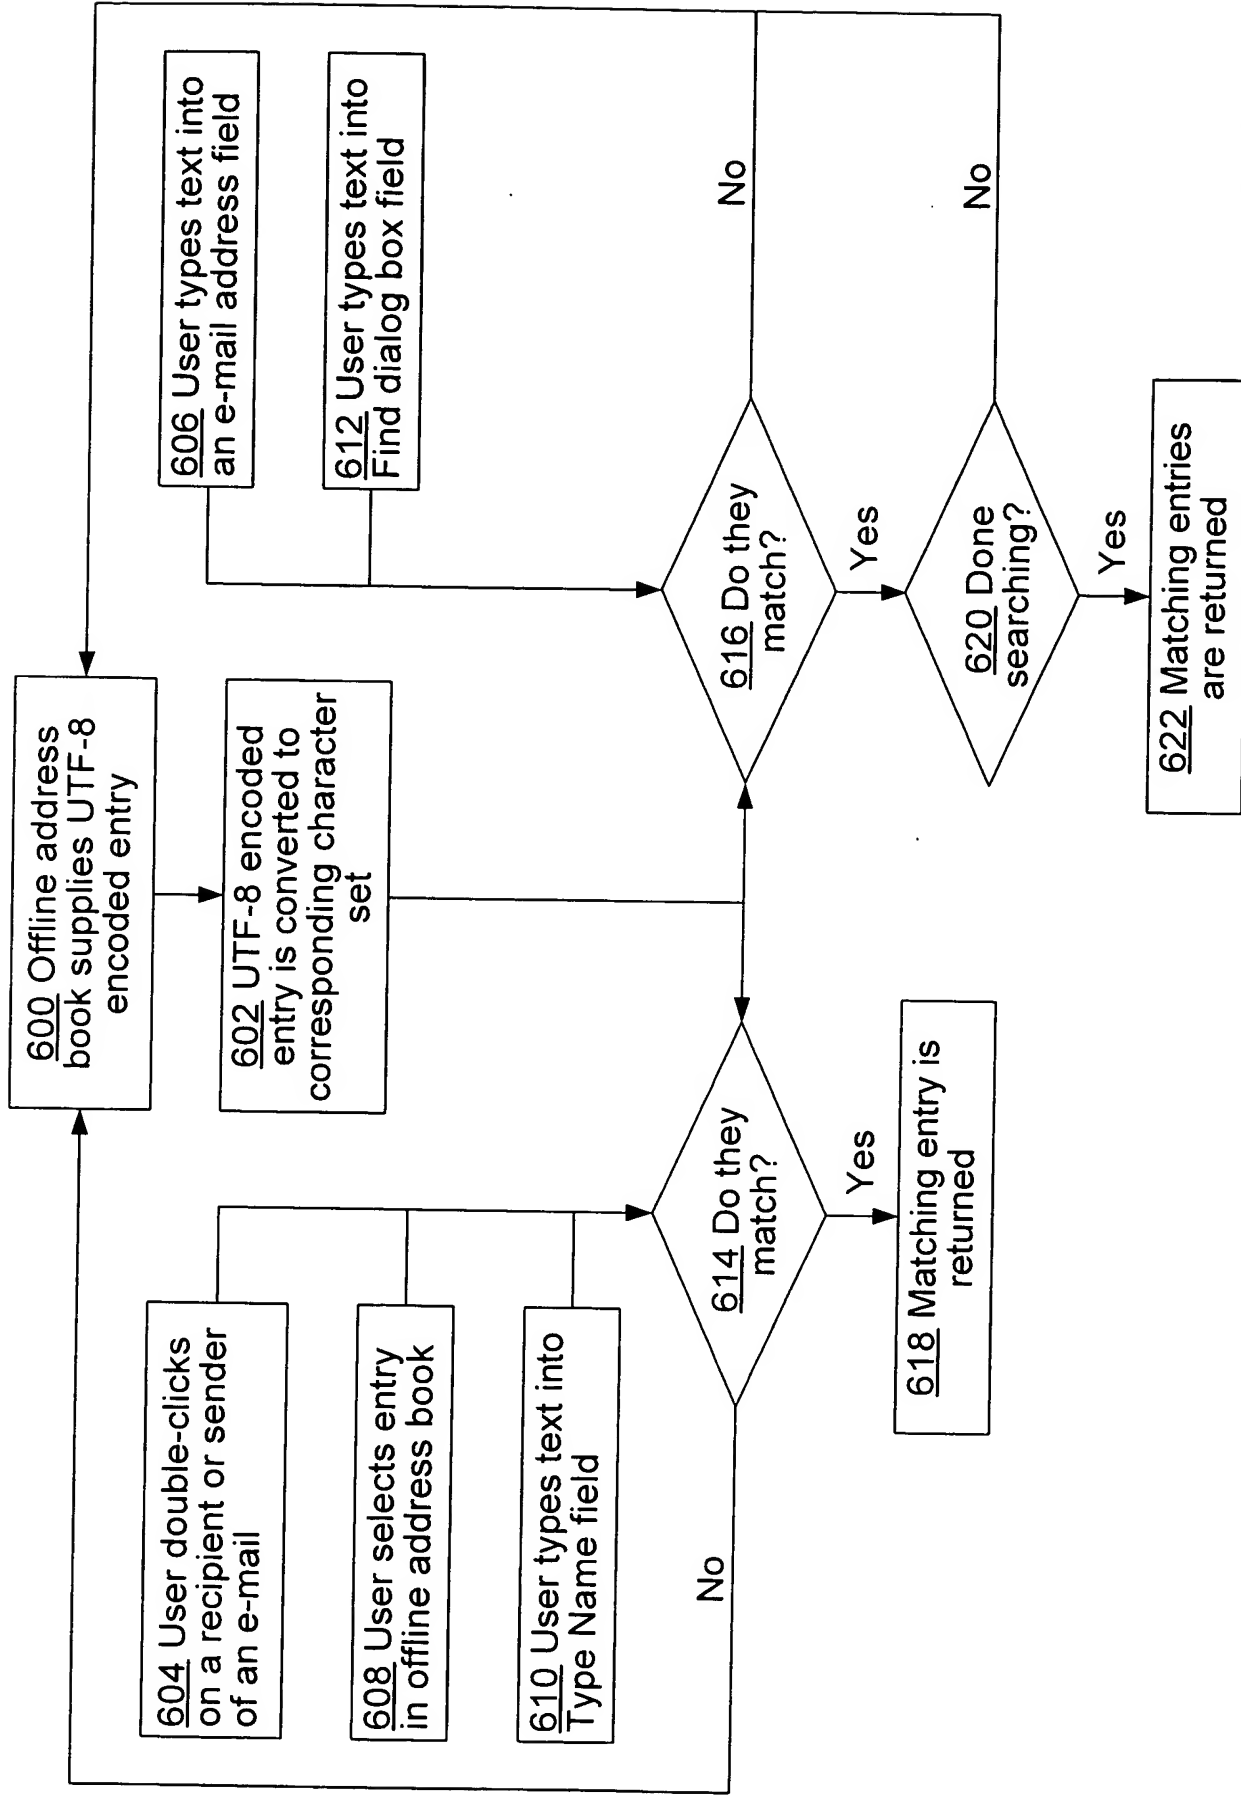 600 Offline address
book supplies UTF-8
encoded entry
602 UTF-8 encoded
entry is converted to
corresponding character
set
604 User double-clicks
on a recipient or sender
of an e-mail
608 User selects entry
in offline address book
610 User types text into
Type Name field
606 User types text into
an e-mail address field
612 User types text into
Find dialog box field
614 Do they
match?
No
Yes
618 Matching entry is
returned
616 Do they
match?
No
Yes
620 Done
searching?
No
Yes
622 Matching entries
are returned